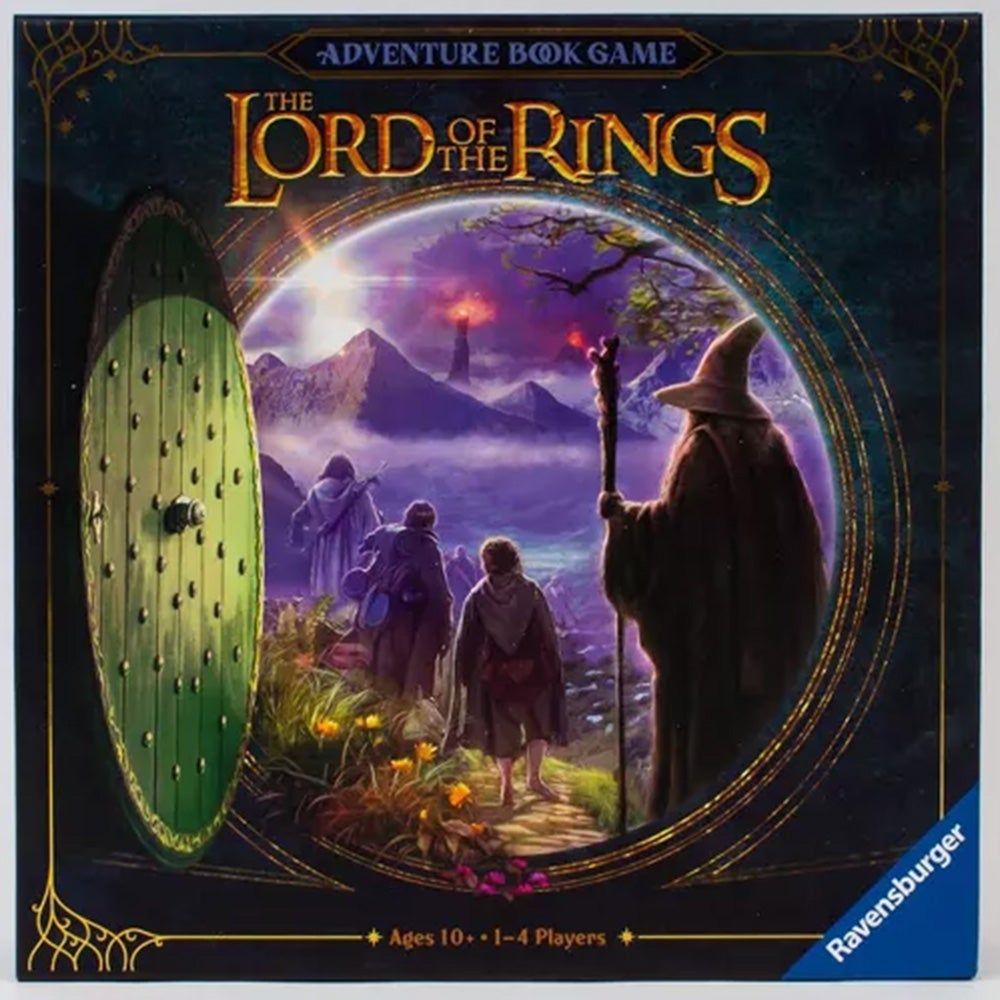 ADVENTURE BOOK GAME
THE LORD OF THE RINGS
Ages 10+ • 1–4 Players
Ravensburger